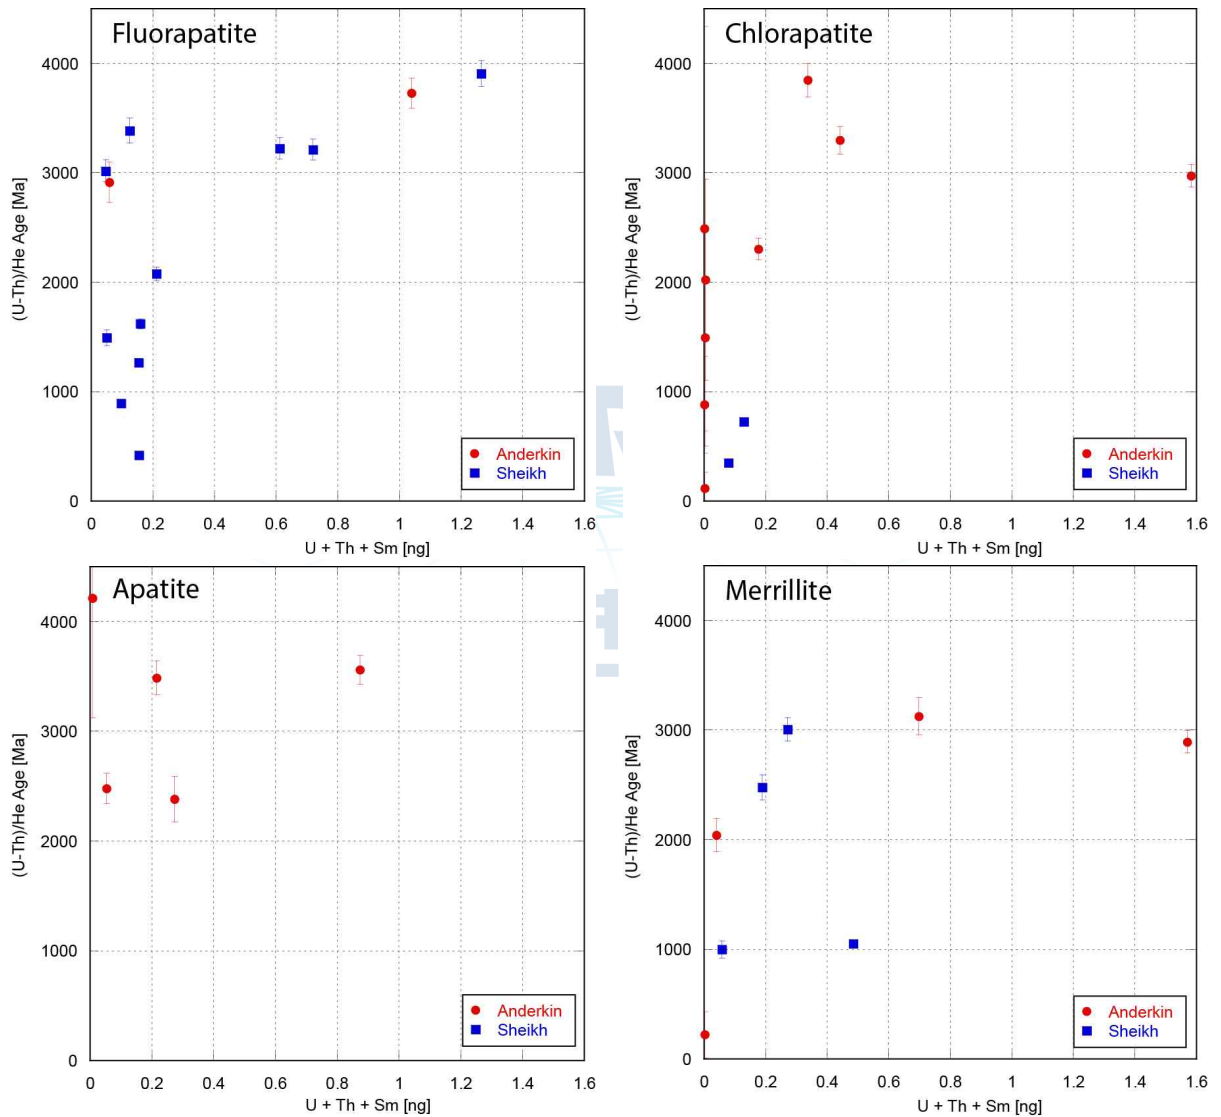 Fluorapatite
(U-Th)/He Age [Ma]
4000
3000
2000
1000
0
0 0.2 0.4 0.6 0.8 1 1.2 1.4 1.6
U + Th + Sm [ng]
Anderkin
Sheikh
Chlorapatite
(U-Th)/He Age [Ma]
4000
3000
2000
1000
0
0 0.2 0.4 0.6 0.8 1 1.2 1.4 1.6
U + Th + Sm [ng]
Anderkin
Sheikh
Apatite
(U-Th)/He Age [Ma]
4000
3000
2000
1000
0
0 0.2 0.4 0.6 0.8 1 1.2 1.4 1.6
U + Th + Sm [ng]
Anderkin
Sheikh
Merrillite
(U-Th)/He Age [Ma]
4000
3000
2000
1000
0
0 0.2 0.4 0.6 0.8 1 1.2 1.4 1.6
U + Th + Sm [ng]
Anderkin
Sheikh